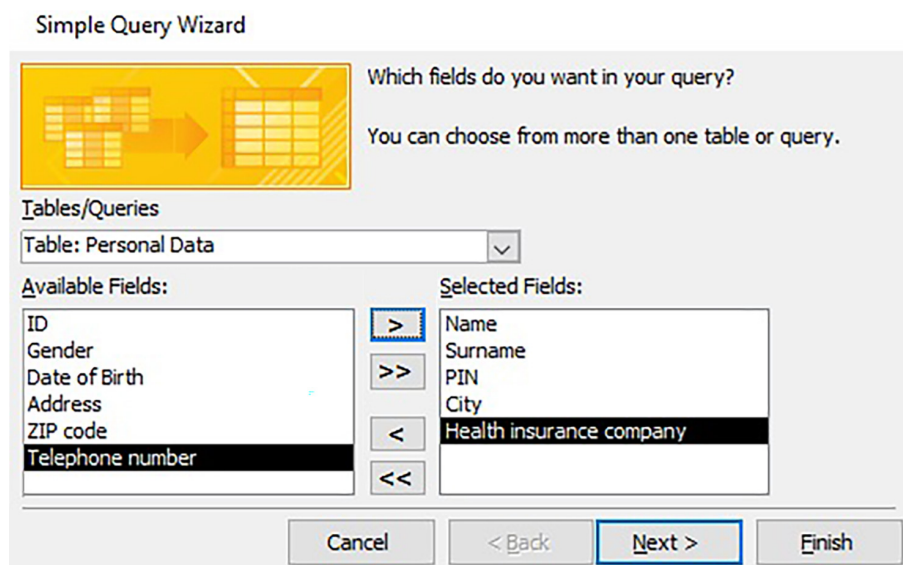 Simple Query Wizard
Which fields do you want in your query?
You can choose from more than one table or query.
Tables/Queries
Table: Personal Data
Available Fields:
Selected Fields:
ID
Gender
Date of Birth
Address
ZIP code
Telephone number
>
>>
<
<<
Name
Surname
PIN
City
Health insurance company
Cancel
< Back
Next >
Finish